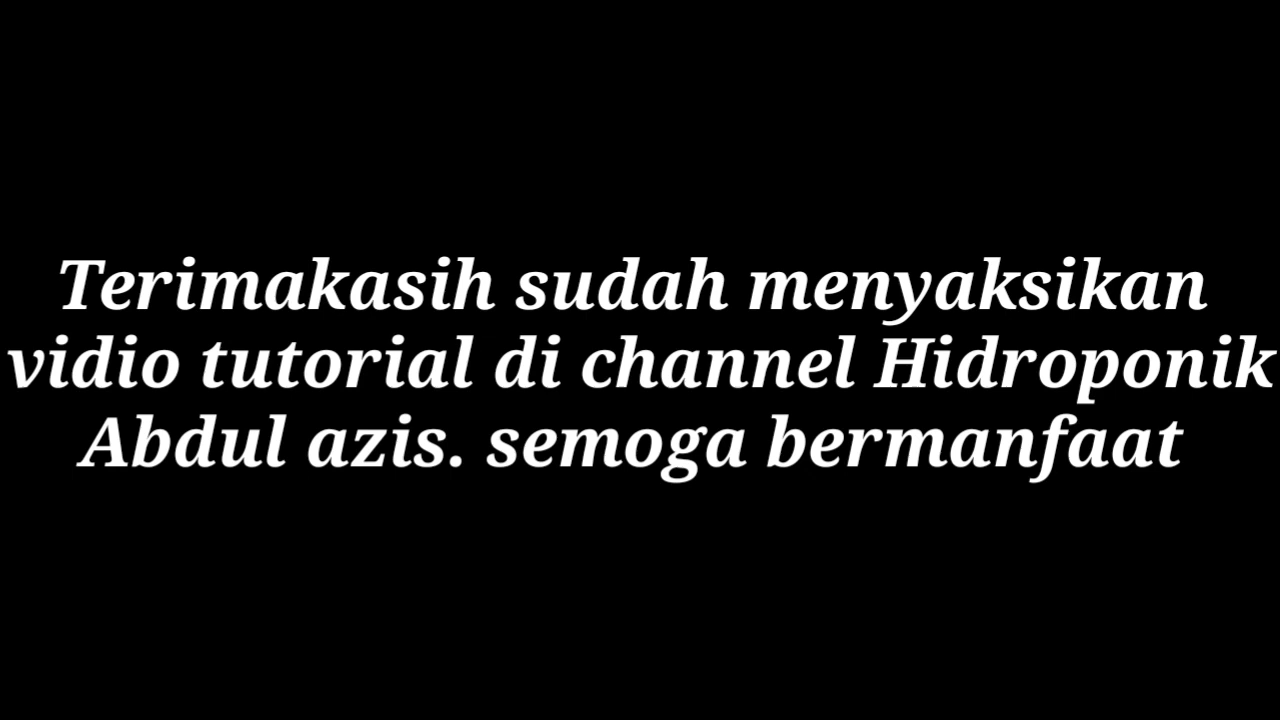 Terimakasih sudah menyaksikan
vidio tutorial di channel Hidroponik
Abdul azis. semoga bermanfaat